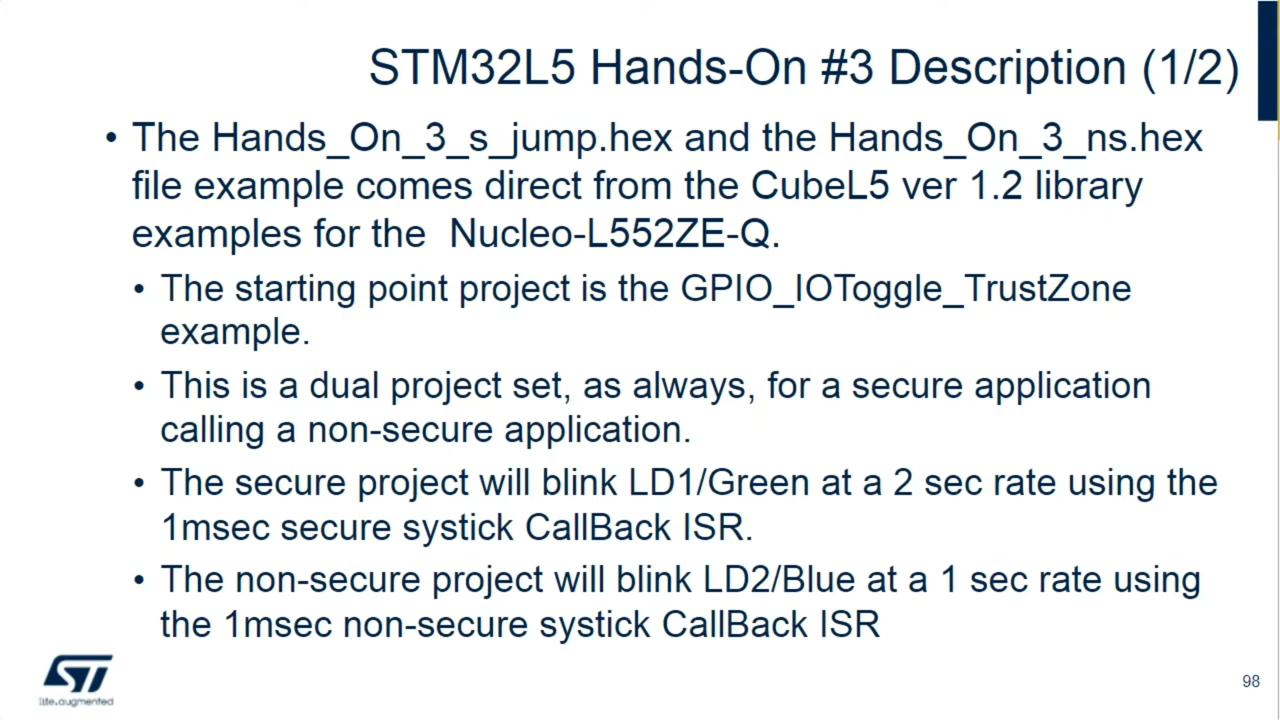 STM32L5 Hands-On #3 Description (1/2)
• The Hands_On_3_s_jump.hex and the Hands_On_3_ns.hex
file example comes direct from the CubeL5 ver 1.2 library
examples for the  Nucleo-L552ZE-Q.
• The starting point project is the GPIO_IOToggle_TrustZone
example.
• This is a dual project set, as always, for a secure application
calling a non-secure application.
• The secure project will blink LD1/Green at a 2 sec rate using the
1msec secure systick CallBack ISR.
• The non-secure project will blink LD2/Blue at a 1 sec rate using
the 1msec non-secure systick CallBack ISR
ST
life.augmented
98